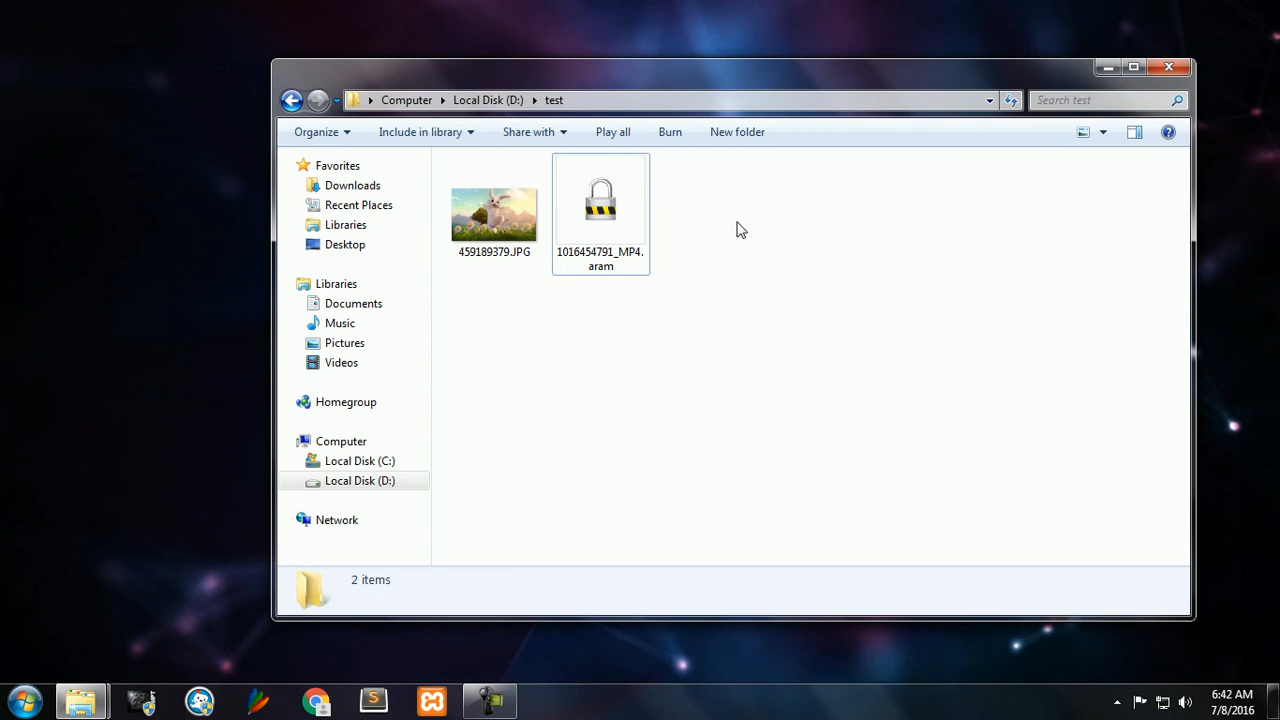 Computer Local Disk (D:) test
Search test
Organize Include in library Share with Play all Burn New folder
Favorites
Downloads
Recent Places
Libraries
Desktop
Libraries
Documents
Music
Pictures
Videos
Homegroup
Computer
Local Disk (C:)
Local Disk (D:)
Network
459189379.JPG
1016454791_MP4.
aram
2 items
6:42 AM
7/8/2016